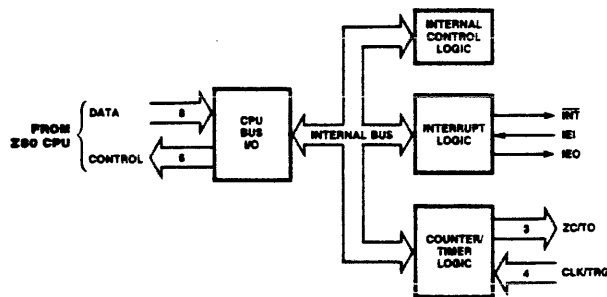 INTERNAL
CONTROL
LOGIC
DATA
8
CPU
BUS
I/O
FROM
Z80 CPU
CONTROL
6
INTERNAL BUS
INTERRUPT
LOGIC
INT
IEI
IEO
COUNTER/
TIMER
LOGIC
3
ZC/TO
4
CLK/TRG